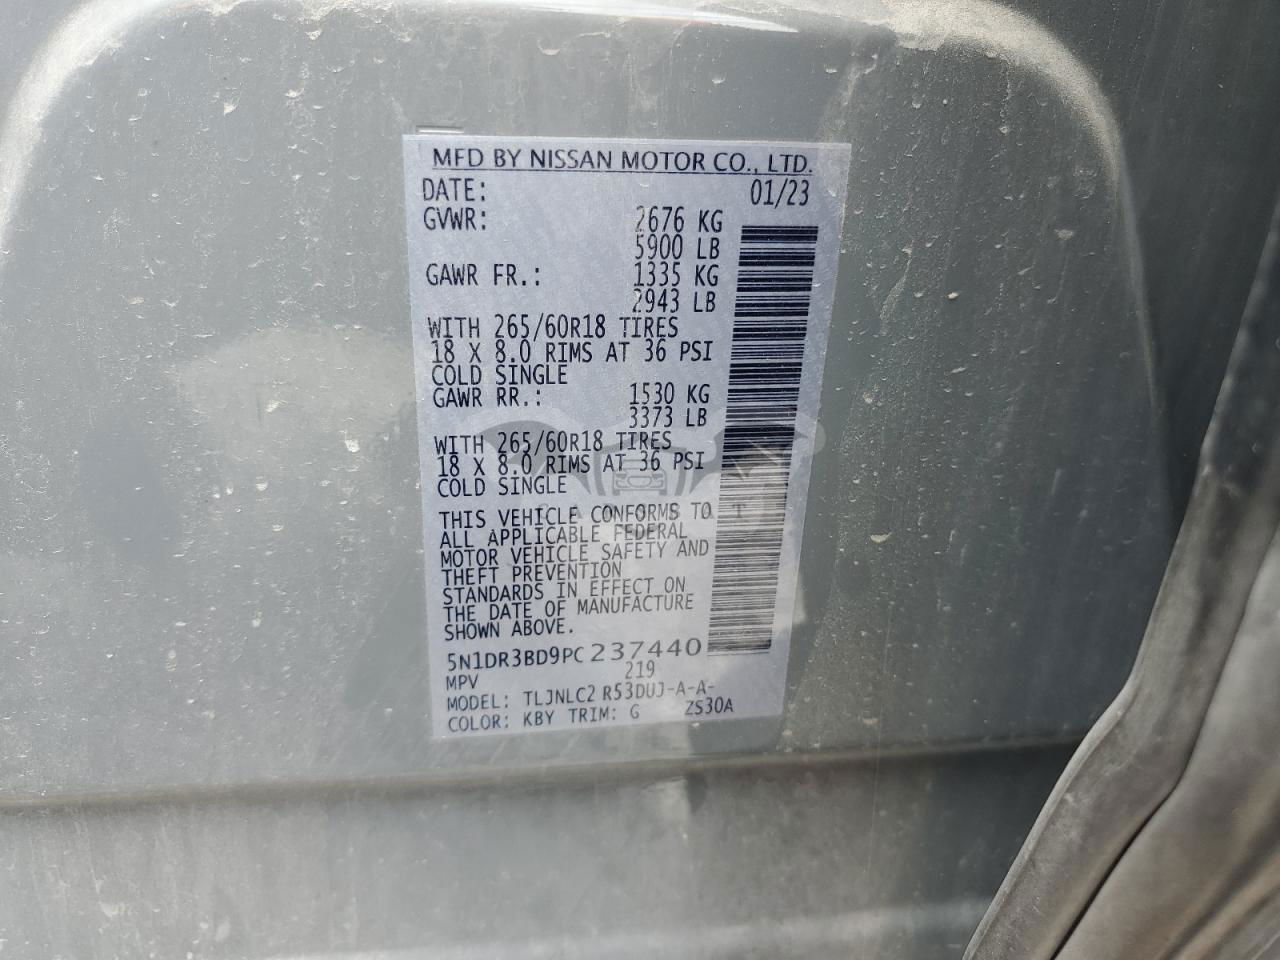 MFD BY NISSAN MOTOR CO., LTD.
DATE: 01/23
GVWR: 2676 KG
5900 LB
GAWR FR.: 1335 KG
2943 LB
WITH 265/60R18 TIRES
18 X 8.0 RIMS AT 36 PSI
COLD SINGLE
GAWR RR.: 1530 KG
3373 LB
WITH 265/60R18 TIRES
18 X 8.0 RIMS AT 36 PSI
COLD SINGLE
THIS VEHICLE CONFORMS TO
ALL APPLICABLE FEDERAL
MOTOR VEHICLE SAFETY AND
THEFT PREVENTION
STANDARDS IN EFFECT ON
THE DATE OF MANUFACTURE
SHOWN ABOVE.
5N1DR3BD9PC237440
MPV 219
MODEL: TLJNLC2 R53DUJ-A-A-
COLOR: KBY TRIM: G ZS30A